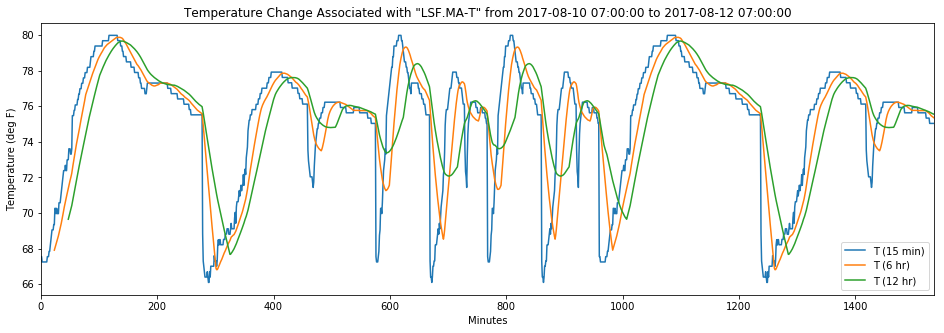 Temperature Change Associated with "LSF.MA-T" from 2017-08-10 07:00:00 to 2017-08-12 07:00:00
Temperature (deg F)
80
78
76
74
72
70
68
66
0 200 400 600 800 1000 1200 1400
Minutes
T (15 min)
T (6 hr)
T (12 hr)